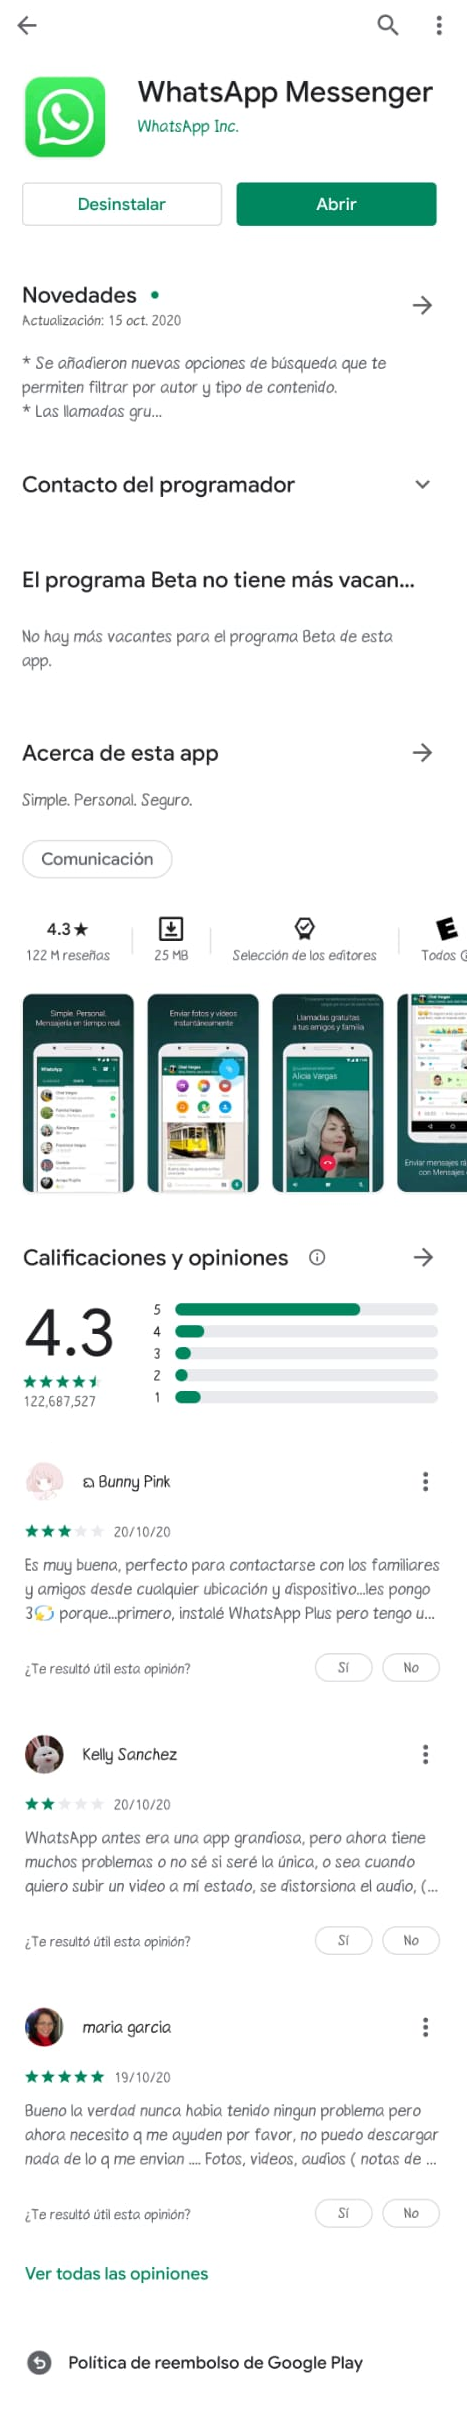 WhatsApp Messenger
WhatsApp Inc.
Desinstalar
Abrir
Novedades
Actualización: 15 oct. 2020
* Se añadieron nuevas opciones de búsqueda que te
permiten filtrar por autor y tipo de contenido.
* Las llamadas gru...
Contacto del programador
El programa Beta no tiene más vacan...
No hay más vacantes para el programa Beta de esta
app.
Acerca de esta app
Simple. Personal. Seguro.
Comunicación
4.3★
122 M reseñas
25 MB
Selección de los editores
E
Todos
Simple. Personal.
Mensajería en tiempo real.
WhatsApp
Enviar fotos y videos
instantáneamente
Llamadas gratuitas
a tus amigos y familia
Alicia Vargas
Enviar mensajes rá
con Mensajes
Calificaciones y opiniones
4.3
122,687,527
5
4
3
2
1
Bunny Pink
20/10/20
Es muy buena, perfecto para contactarse con los familiares
y amigos desde cualquier ubicación y dispositivo...les pongo
3💫 porque...primero, instalé WhatsApp Plus pero tengo u...
¿Te resultó útil esta opinión?
Sí
No
Kelly Sanchez
20/10/20
WhatsApp antes era una app grandiosa, pero ahora tiene
muchos problemas o no sé si seré la única, o sea cuando
quiero subir un video a mí estado, se distorsiona el audio, (...
¿Te resultó útil esta opinión?
Sí
No
maria garcia
19/10/20
Bueno la verdad nunca habia tenido ningun problema pero
ahora necesito q me ayuden por favor, no puedo descargar
nada de lo q me envian .... Fotos, videos, audios ( notas de ...
¿Te resultó útil esta opinión?
Sí
No
Ver todas las opiniones
Política de reembolso de Google Play